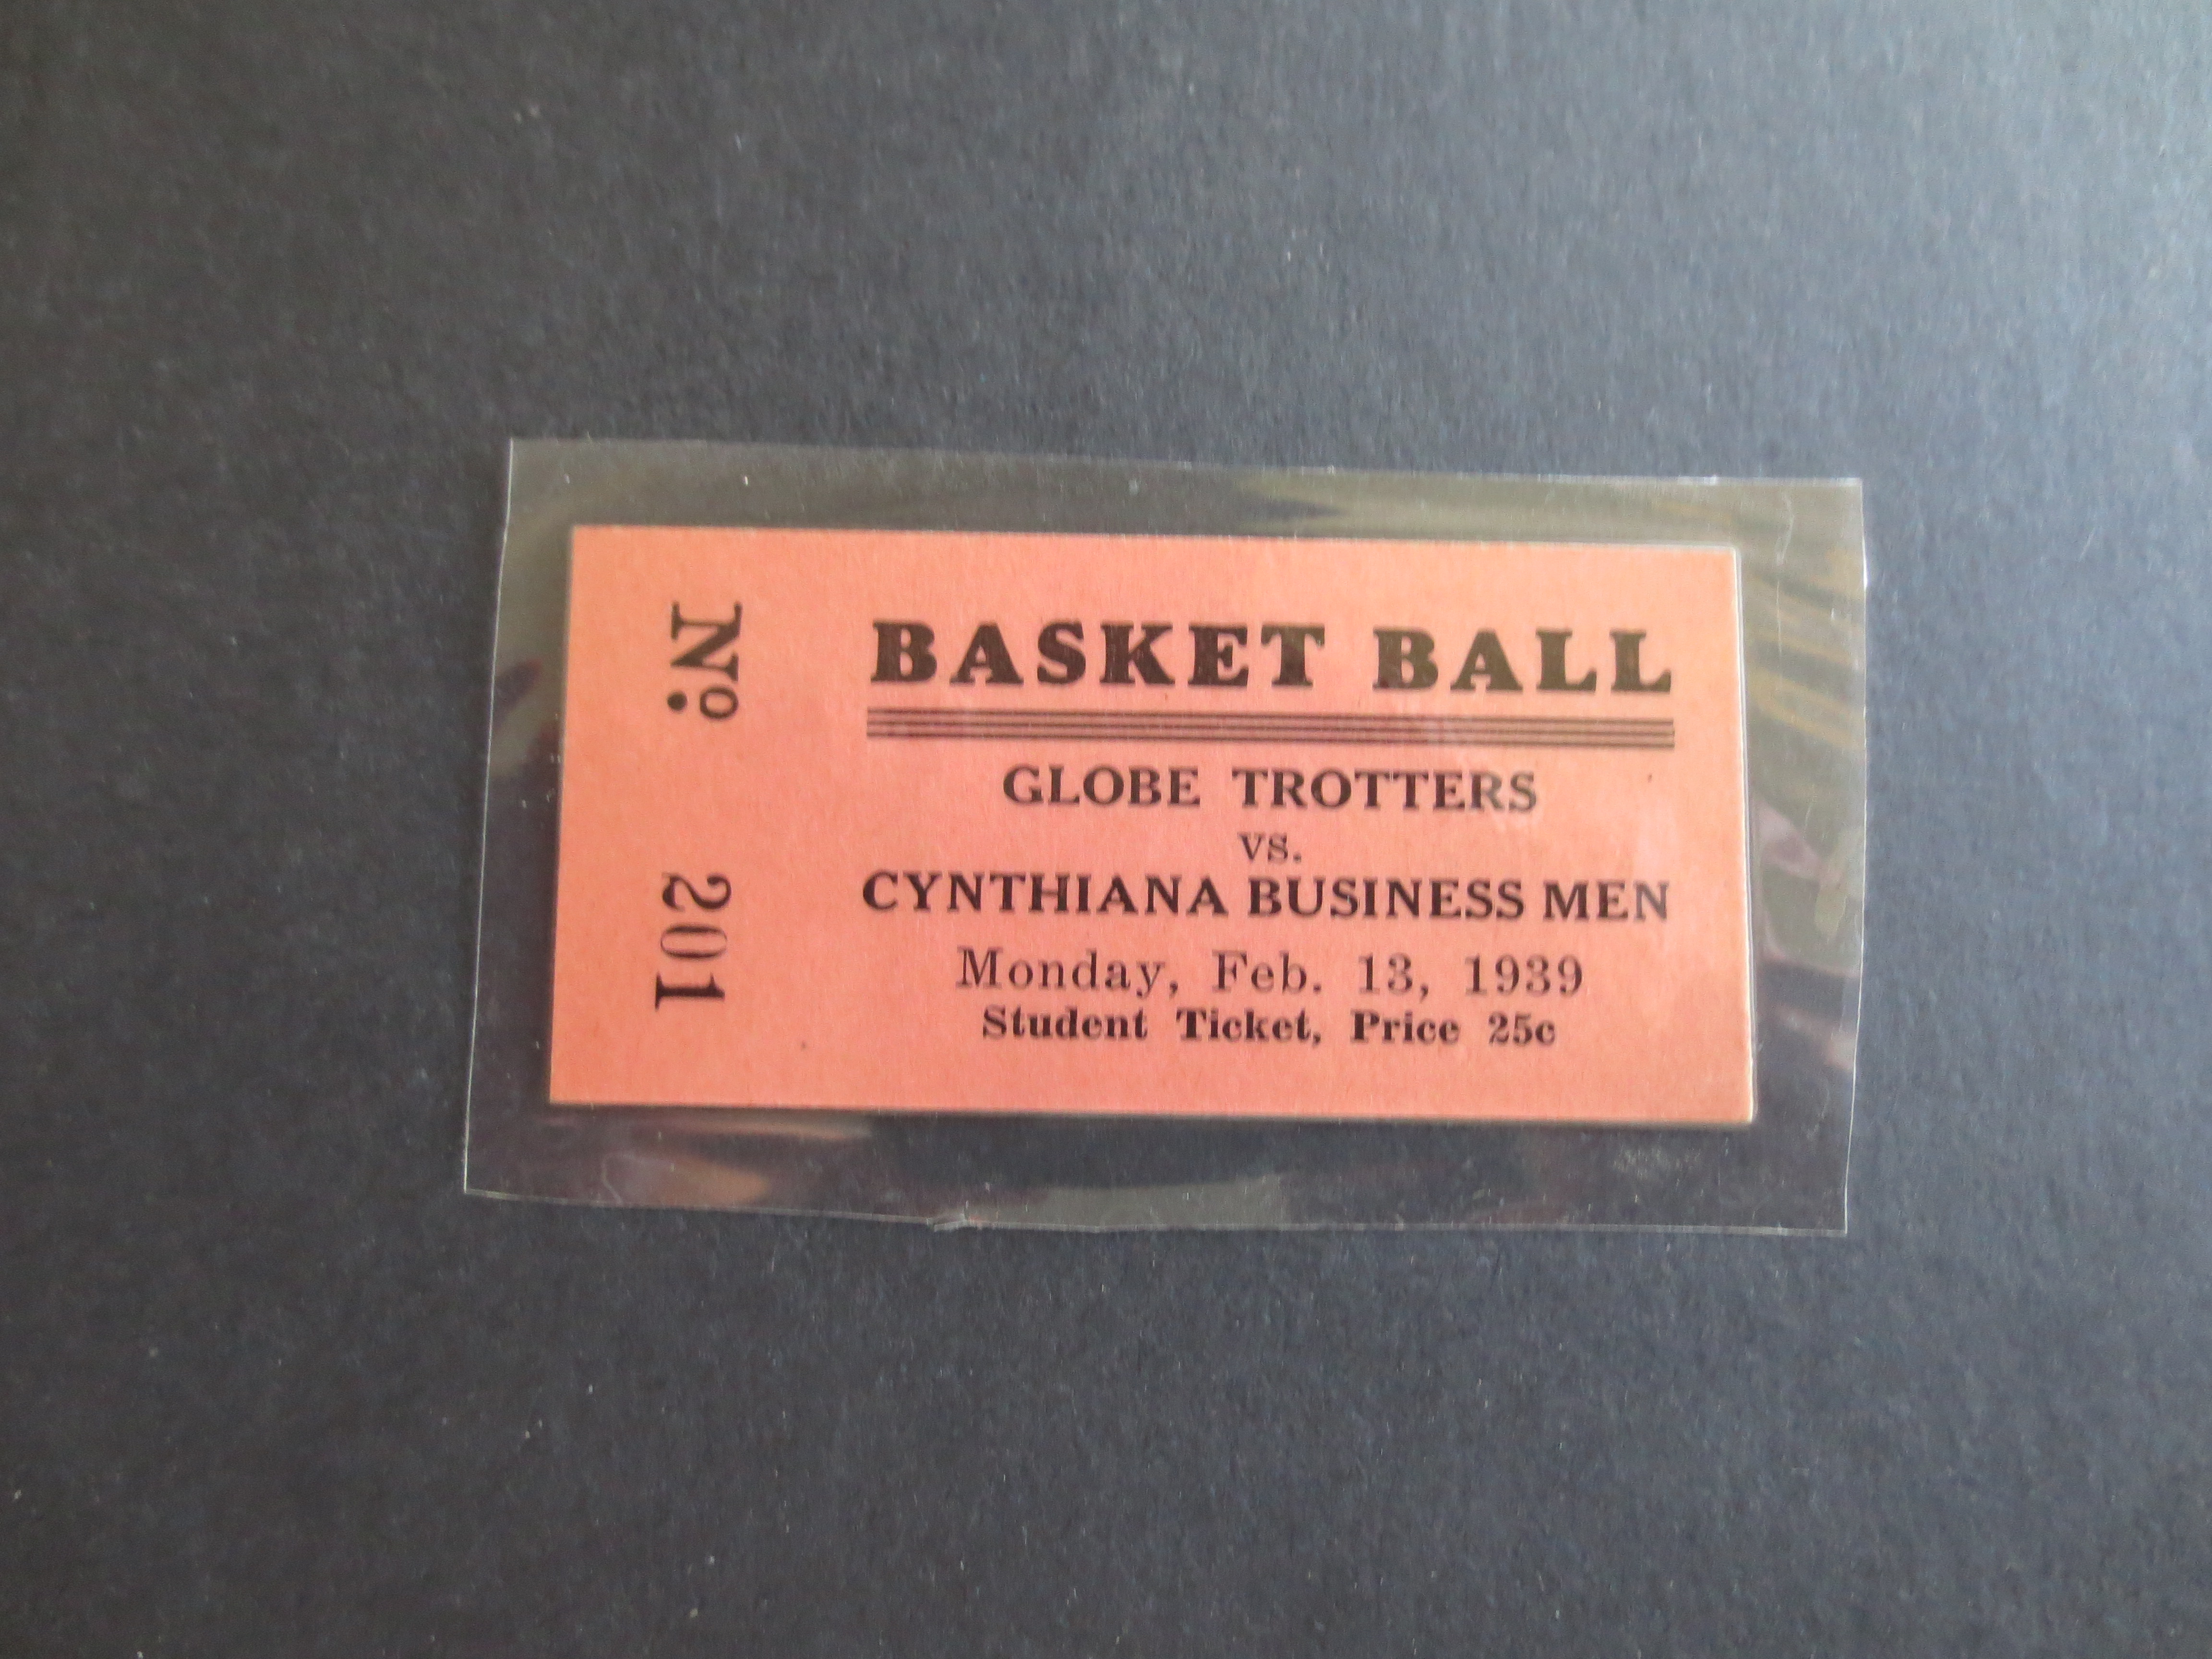 Nº 201
BASKET BALL
GLOBE TROTTERS
VS.
CYNTHIANA BUSINESS MEN
Monday, Feb. 13, 1939
Student Ticket, Price 25c